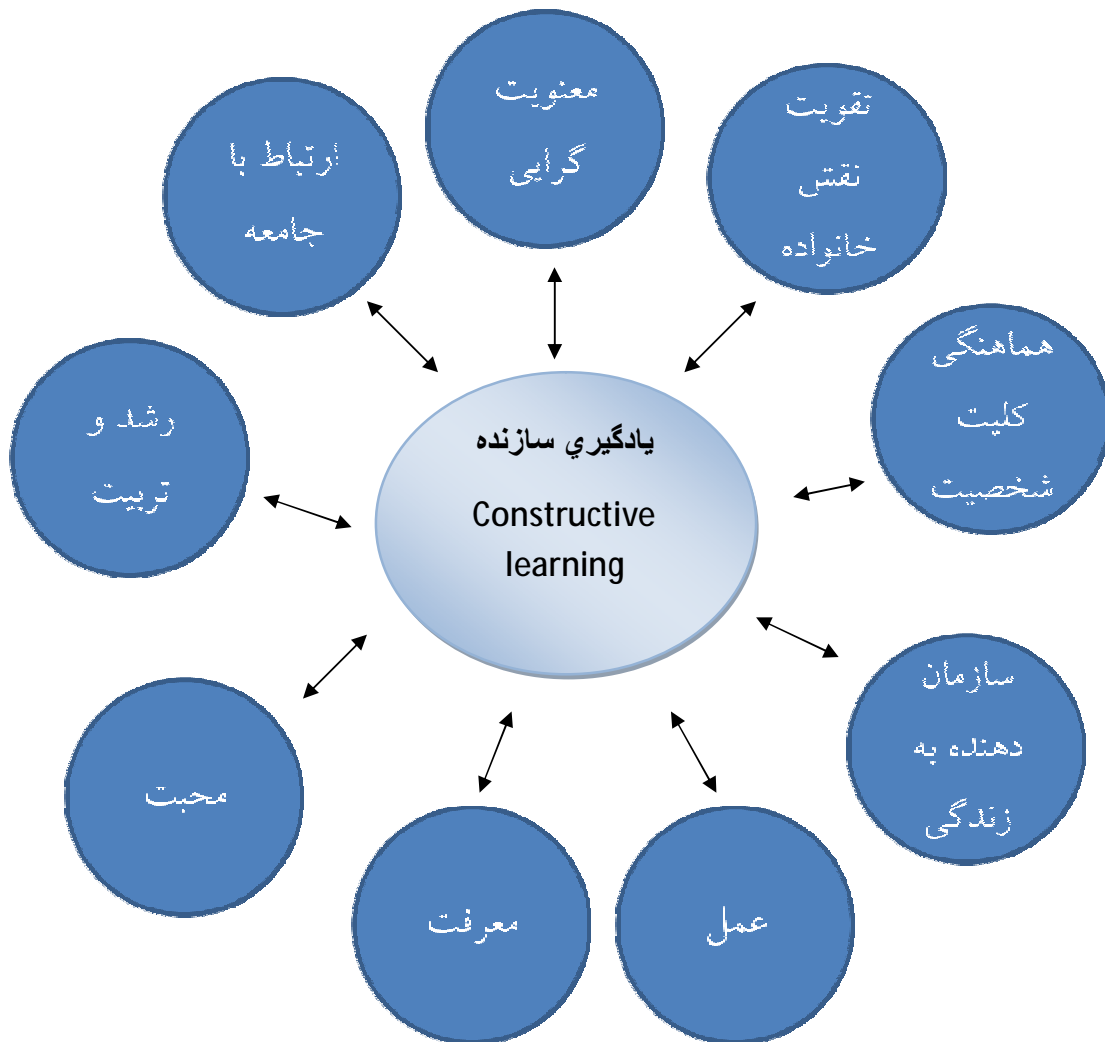 معنویت
گرایی
تقویت
نقش
خانواده
هماهنگی
کلیت
شخصیت
سازمان
دهنده به
زندگی
عمل
معرفت
محبت
رشد و
تربیت
ارتباط با
جامعه
یادگیري سازنده
Constructive
learning